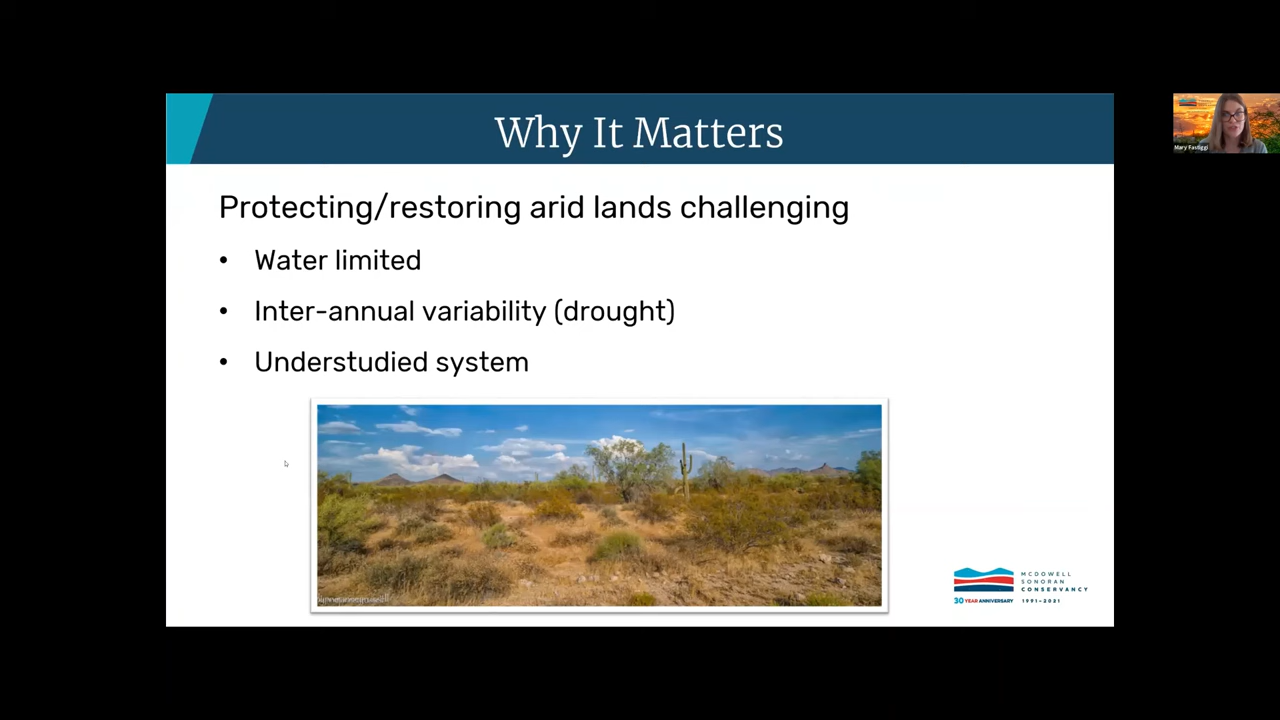 Why It Matters
Mary Fastiggi
Protecting/restoring arid lands challenging
• Water limited
• Inter-annual variability (drought)
• Understudied system
MCDOWELL
SONORAN
CONSERVANCY
30 YEAR ANNIVERSARY 1991-2021